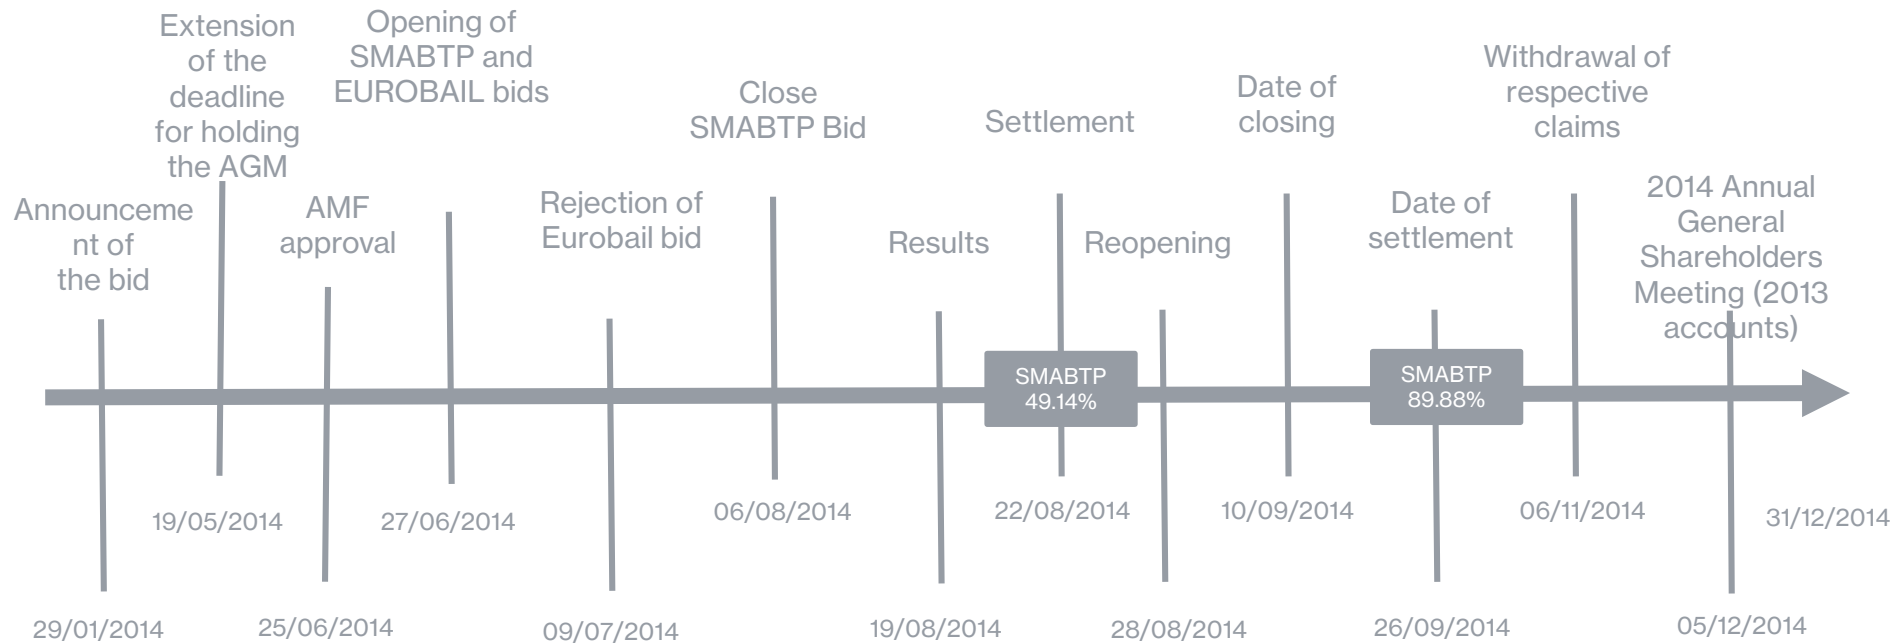 Extension
of the
deadline
for holding
the AGM
Opening of
SMABTP and
EUROBAIL bids
Close
SMABTP Bid
Settlement
Date of
closing
Withdrawal of
respective
claims
Announceme
nt of
the bid
AMF
approval
Rejection of
Eurobail bid
Results
Reopening
Date of
settlement
2014 Annual
General
Shareholders
Meeting (2013
accounts)
SMABTP
49.14%
SMABTP
89.88%
19/05/2014
27/06/2014
06/08/2014
22/08/2014
10/09/2014
06/11/2014
31/12/2014
29/01/2014
25/06/2014
09/07/2014
19/08/2014
28/08/2014
26/09/2014
05/12/2014